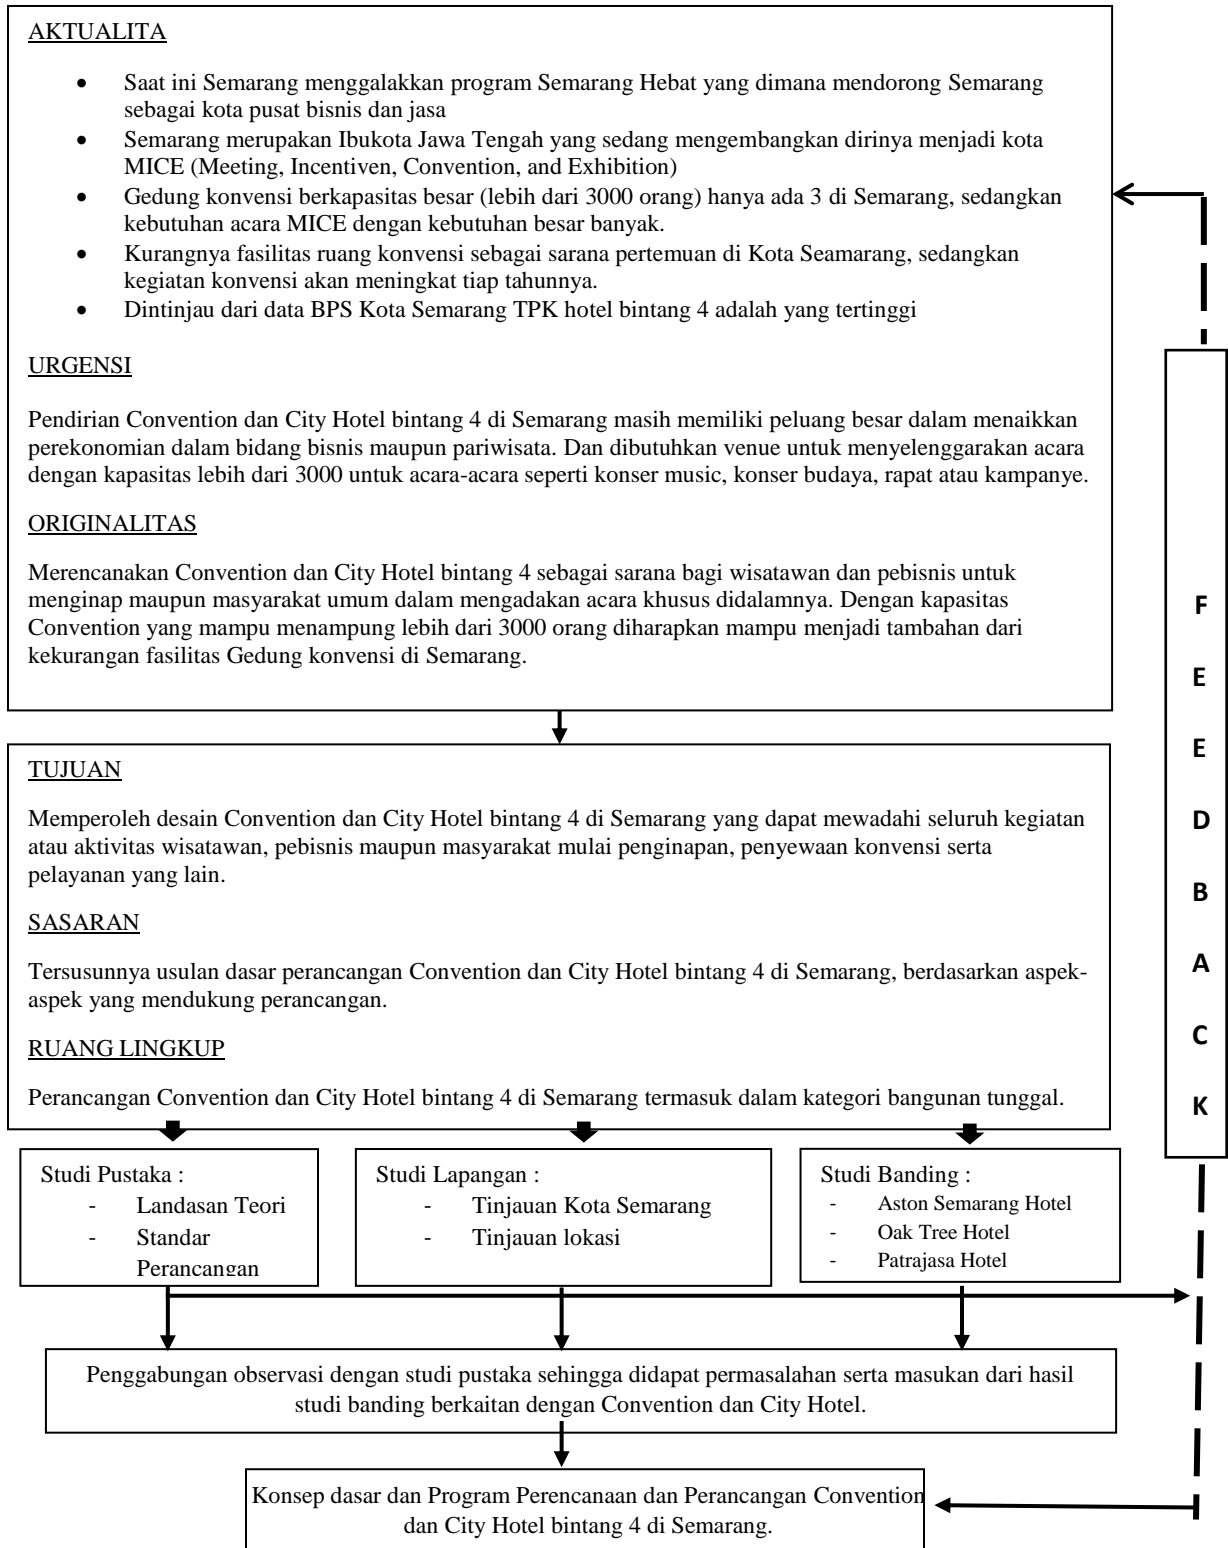 AKTUALITA
• Saat ini Semarang menggalakkan program Semarang Hebat yang dimana mendorong Semarang
sebagai kota pusat bisnis dan jasa
• Semarang merupakan Ibukota Jawa Tengah yang sedang mengembangkan dirinya menjadi kota
MICE (Meeting, Incentiven, Convention, and Exhibition)
• Gedung konvensi berkapasitas besar (lebih dari 3000 orang) hanya ada 3 di Semarang, sedangkan
kebutuhan acara MICE dengan kebutuhan besar banyak.
• Kurangnya fasilitas ruang konvensi sebagai sarana pertemuan di Kota Seamarang, sedangkan
kegiatan konvensi akan meningkat tiap tahunnya.
• Dintinjau dari data BPS Kota Semarang TPK hotel bintang 4 adalah yang tertinggi
URGENSI
Pendirian Convention dan City Hotel bintang 4 di Semarang masih memiliki peluang besar dalam menaikkan
perekonomian dalam bidang bisnis maupun pariwisata. Dan dibutuhkan venue untuk menyelenggarakan acara
dengan kapasitas lebih dari 3000 untuk acara-acara seperti konser music, konser budaya, rapat atau kampanye.
ORIGINALITAS
Merencanakan Convention dan City Hotel bintang 4 sebagai sarana bagi wisatawan dan pebisnis untuk
menginap maupun masyarakat umum dalam mengadakan acara khusus didalamnya. Dengan kapasitas
Convention yang mampu menampung lebih dari 3000 orang diharapkan mampu menjadi tambahan dari
kekurangan fasilitas Gedung konvensi di Semarang.
TUJUAN
Memperoleh desain Convention dan City Hotel bintang 4 di Semarang yang dapat mewadahi seluruh kegiatan
atau aktivitas wisatawan, pebisnis maupun masyarakat mulai penginapan, penyewaan konvensi serta
pelayanan yang lain.
SASARAN
Tersusunnya usulan dasar perancangan Convention dan City Hotel bintang 4 di Semarang, berdasarkan aspek-
aspek yang mendukung perancangan.
RUANG LINGKUP
Perancangan Convention dan City Hotel bintang 4 di Semarang termasuk dalam kategori bangunan tunggal.
Studi Pustaka :
- Landasan Teori
- Standar
Perancangan
Studi Lapangan :
- Tinjauan Kota Semarang
- Tinjauan lokasi
Studi Banding :
- Aston Semarang Hotel
- Oak Tree Hotel
- Patrajasa Hotel
Penggabungan observasi dengan studi pustaka sehingga didapat permasalahan serta masukan dari hasil
studi banding berkaitan dengan Convention dan City Hotel.
Konsep dasar dan Program Perencanaan dan Perancangan Convention
dan City Hotel bintang 4 di Semarang.
F
E
E
D
B
A
C
K